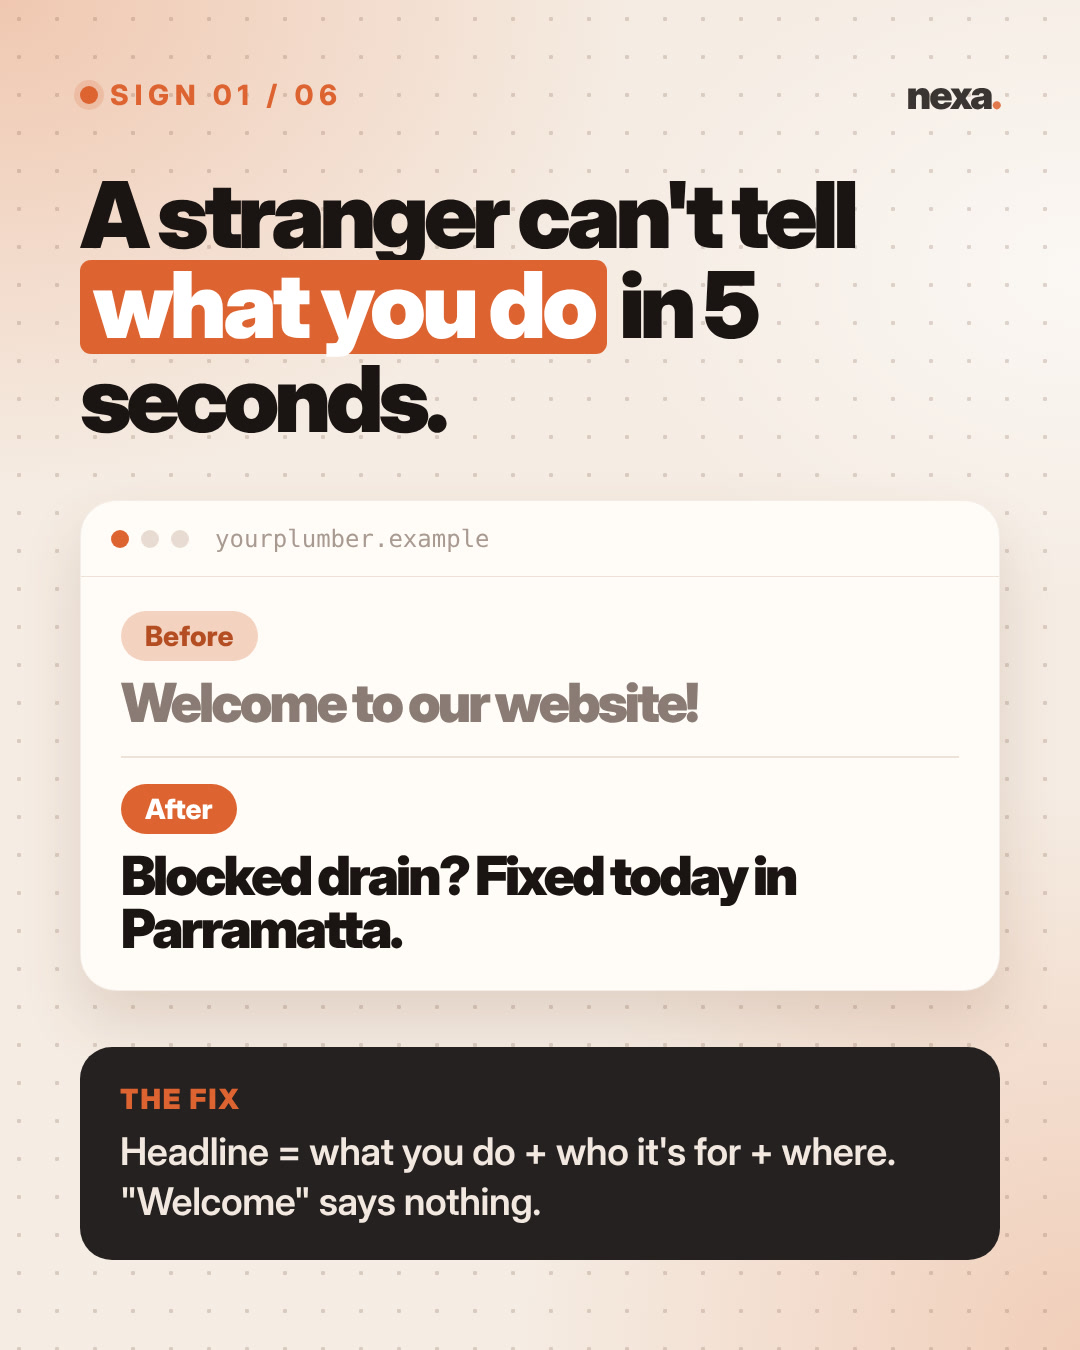 SIGN 01 / 06
nexa.
A stranger can't tell
what you do in 5
seconds.
yourplumber.example
Before
Welcome to our website!
After
Blocked drain? Fixed today in
Parramatta.
THE FIX
Headline = what you do + who it's for + where.
"Welcome" says nothing.